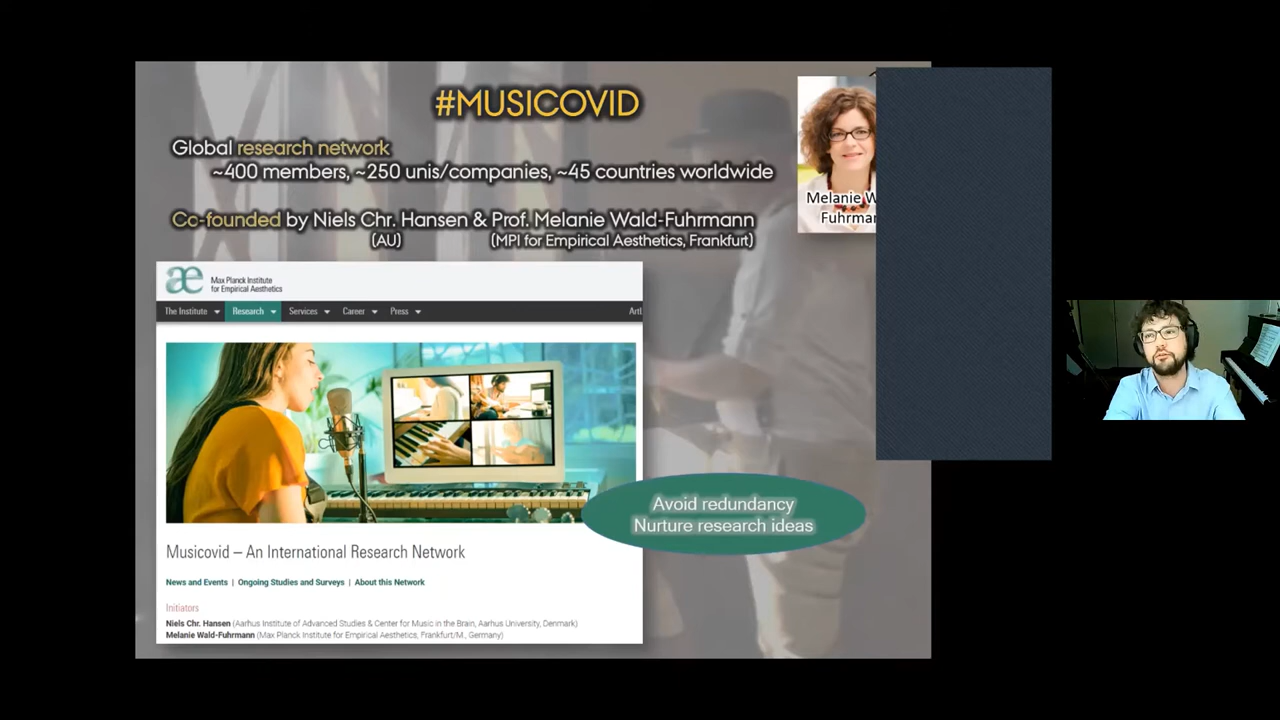 #MUSICOVID
Global research network
~400 members, ~250 unis/companies, ~45 countries worldwide
Co-founded by Niels Chr. Hansen & Prof. Melanie Wald-Fuhrmann
(AU) (MPI for Empirical Aesthetics, Frankfurt)
Melanie W
Fuhrman
æ
Max Planck Institute
for Empirical Aesthetics
The Institute Research Services Career Press Artl
Avoid redundancy
Nurture research ideas
Musicovid – An International Research Network
News and Events | Ongoing Studies and Surveys | About this Network
Initiators
Niels Chr. Hansen (Aarhus Institute of Advanced Studies & Center for Music in the Brain, Aarhus University, Denmark)
Melanie Wald-Fuhrmann (Max Planck Institute for Empirical Aesthetics, Frankfurt/M., Germany)